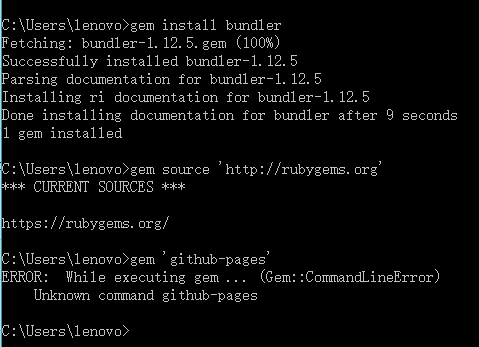 C:\Users\lenovo>gem install bundler
Fetching: bundler-1.12.5.gem (100%)
Successfully installed bundler-1.12.5
Parsing documentation for bundler-1.12.5
Installing ri documentation for bundler-1.12.5
Done installing documentation for bundler after 9 seconds
1 gem installed
C:\Users\lenovo>gem source 'http://rubygems.org'
*** CURRENT SOURCES ***
https://rubygems.org/
C:\Users\lenovo>gem 'github-pages'
ERROR:  While executing gem ... (Gem::CommandLineError)
    Unknown command github-pages
C:\Users\lenovo>